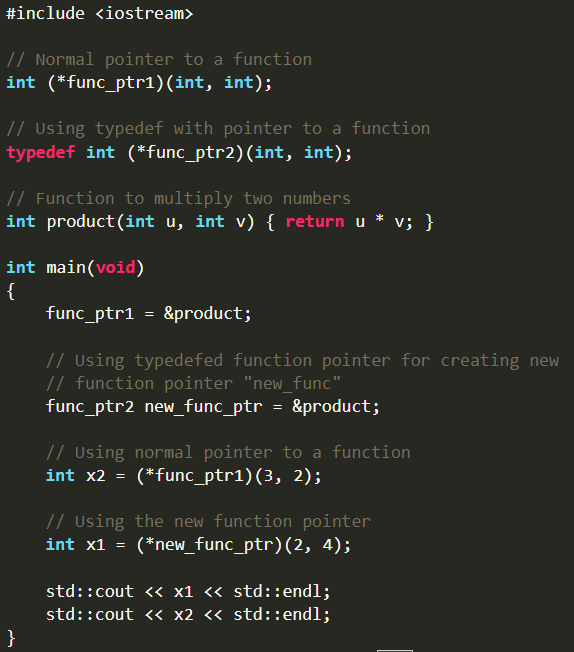 #include <iostream>
// Normal pointer to a function
int (*func_ptr1)(int, int);
// Using typedef with pointer to a function
typedef int (*func_ptr2)(int, int);
// Function to multiply two numbers
int product(int u, int v) { return u * v; }
int main(void)
{
    func_ptr1 = &product;
    // Using typedefed function pointer for creating new
    // function pointer "new_func"
    func_ptr2 new_func_ptr = &product;
    // Using normal pointer to a function
    int x2 = (*func_ptr1)(3, 2);
    // Using the new function pointer
    int x1 = (*new_func_ptr)(2, 4);
    std::cout << x1 << std::endl;
    std::cout << x2 << std::endl;
}